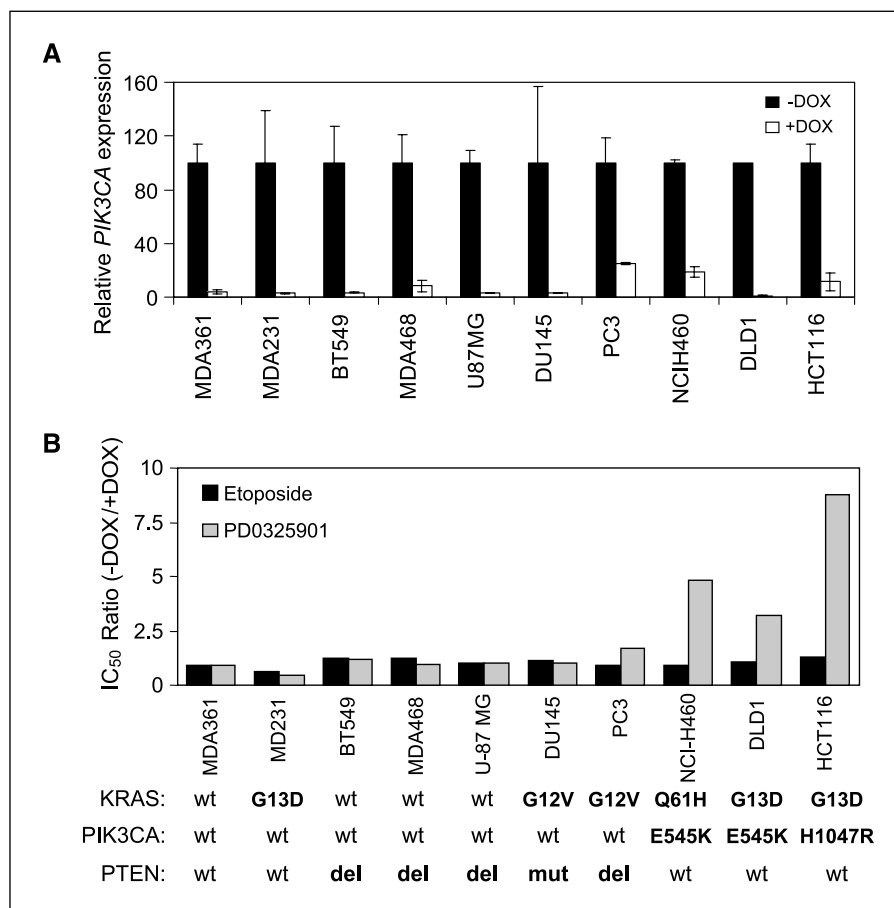 A
Relative PIK3CA expression
160
120
80
40
0
-DOX
+DOX
MDA361
MDA231
BT549
MDA468
U87MG
DU145
PC3
NCIH460
DLD1
HCT116
B
IC50 Ratio (-DOX/+DOX)
10
7.5
5
2.5
0
Etoposide
PD0325901
MDA361
MD231
BT549
MDA468
U-87 MG
DU145
PC3
NCI-H460
DLD1
HCT116
KRAS: wt G13D wt wt wt G12V G12V Q61H G13D G13D
PIK3CA: wt wt wt wt wt wt wt E545K E545K H1047R
PTEN: wt wt del del del mut del wt wt wt